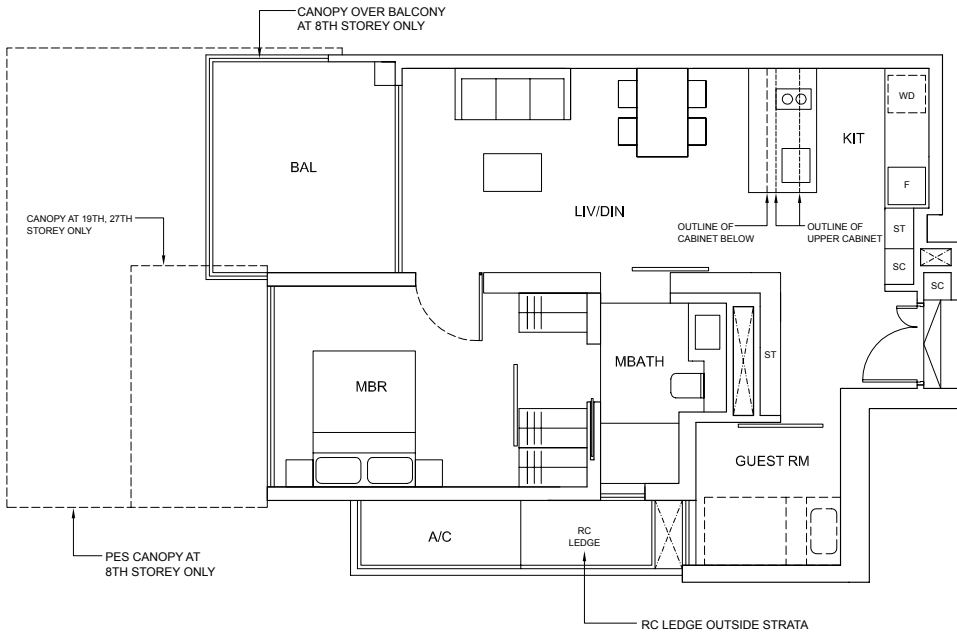 CANOPY OVER BALCONY
AT 8TH STOREY ONLY
WD
KIT
BAL
F
LIV/DIN
CANOPY AT 19TH, 27TH
STOREY ONLY
OUTLINE OF
CABINET BELOW
OUTLINE OF
UPPER CABINET
ST
SC
SC
MBATH
ST
MBR
GUEST RM
A/C
RC
LEDGE
PES CANOPY AT
8TH STOREY ONLY
RC LEDGE OUTSIDE STRATA